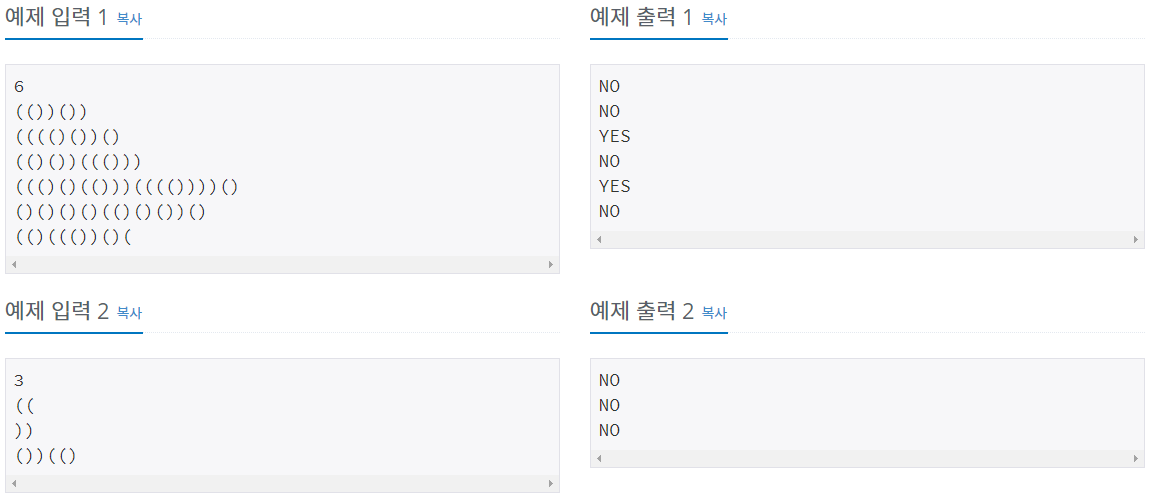 예제 입력 1 복사
6
(())())
(((()())()
(()())((()))
((()()(()))(((())))()
()()()()(()()())()
(()((())()(
예제 출력 1 복사
NO
NO
YES
NO
YES
NO
예제 입력 2 복사
3
((
))
())(()
예제 출력 2 복사
NO
NO
NO